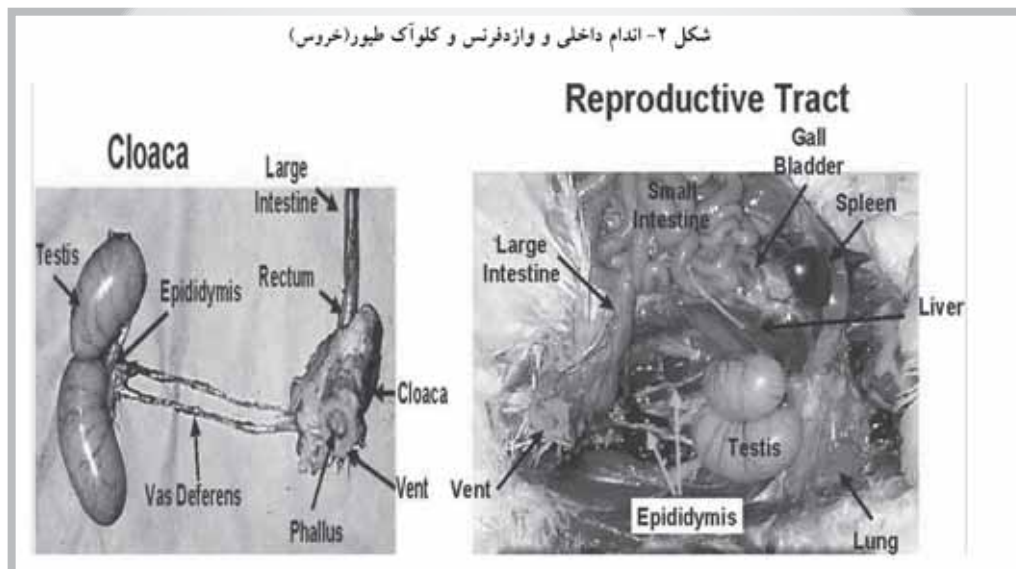 شکل ۲- اندام داخلی و وازدفرنس و کلوآک طیور(خروس)
Cloaca
Large
Intestine
Testis
Epididymis
Rectum
Cloaca
Vas Deferens
Vent
Phallus
Reproductive Tract
Gall
Bladder
Small
Intestine
Spleen
Large
Intestine
Liver
Testis
Vent
Epididymis
Lung